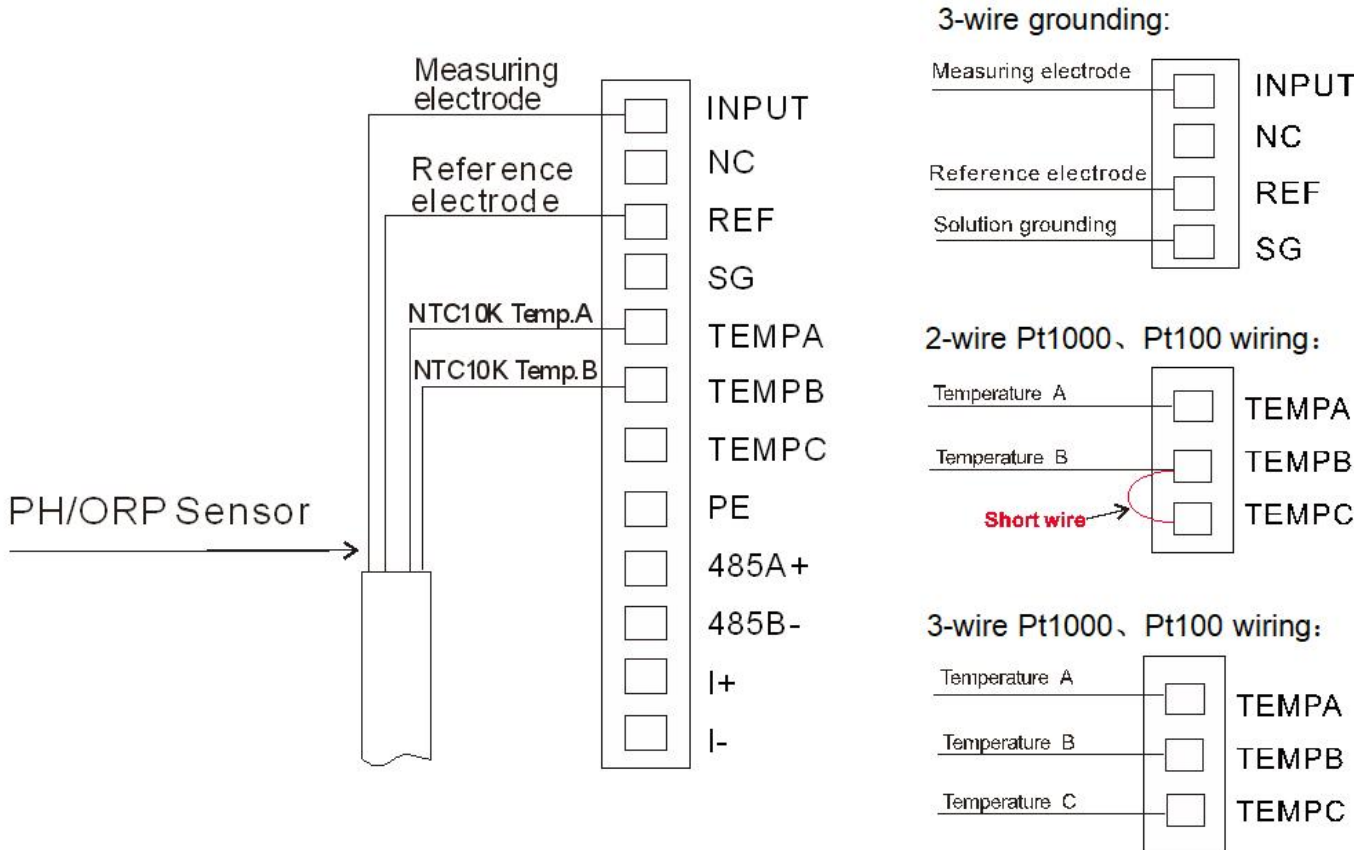 Measuring
electrode
Reference
electrode
NTC10K Temp.A
NTC10K Temp.B
PH/ORP Sensor
INPUT
NC
REF
SG
TEMPA
TEMPB
TEMPC
PE
485A+
485B-
I+
I-
3-wire grounding:
Measuring electrode
Reference electrode
Solution grounding
INPUT
NC
REF
SG
2-wire Pt1000、Pt100 wiring：
Temperature A
Temperature B
Short wire
TEMPA
TEMPB
TEMPC
3-wire Pt1000、Pt100 wiring：
Temperature A
Temperature B
Temperature C
TEMPA
TEMPB
TEMPC